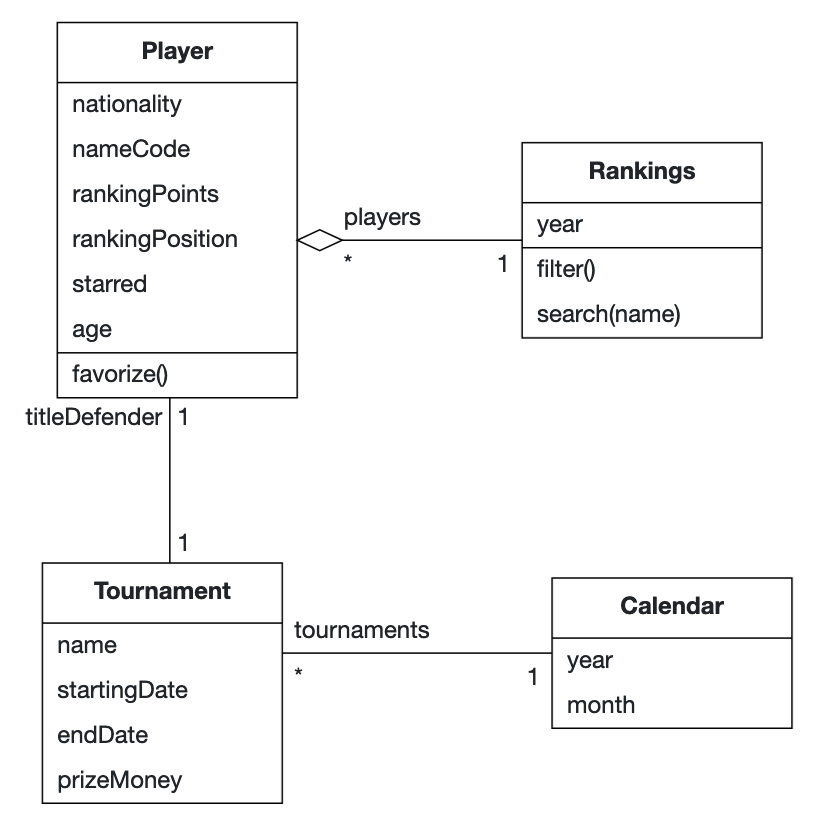 Player
nationality
nameCode
rankingPoints
rankingPosition
starred
age
favorize()
players
*
1
Rankings
year
filter()
search(name)
titleDefender
1
1
Tournament
name
startingDate
endDate
prizeMoney
tournaments
*
1
Calendar
year
month